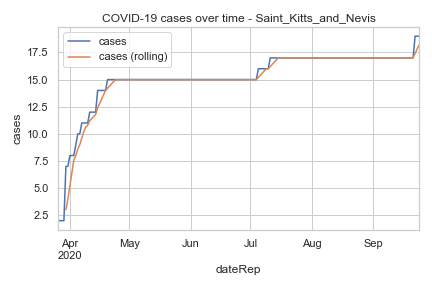 COVID-19 cases over time - Saint_Kitts_and_Nevis
cases
cases (rolling)
17.5
15.0
12.5
10.0
7.5
5.0
2.5
cases
Apr
2020
May
Jun
Jul
Aug
Sep
dateRep